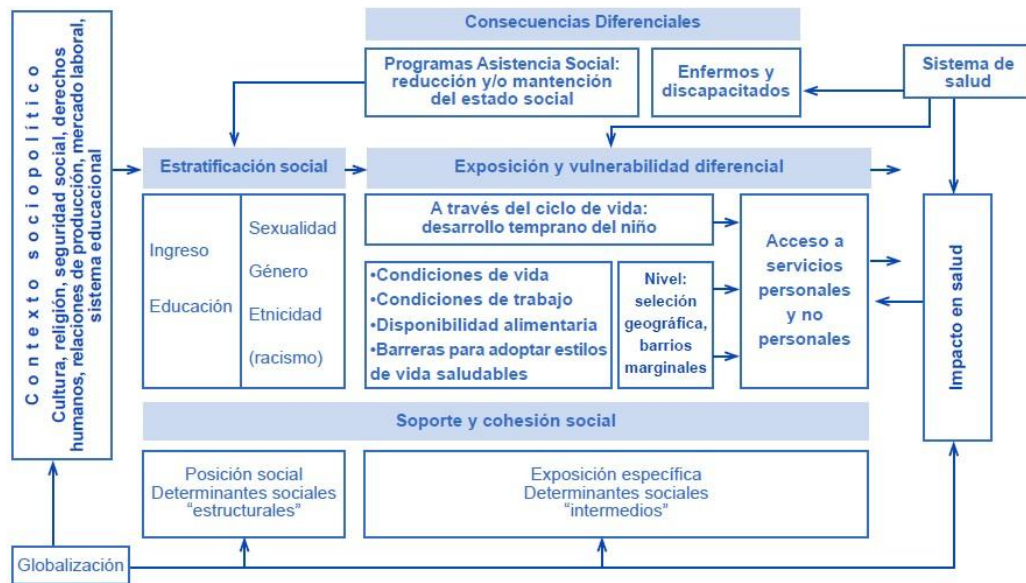 Contexto sociopolítico
Cultura, religión, seguridad social, derechos
humanos, relaciones de producción, mercado laboral,
sistema educacional
Consecuencias Diferenciales
Programas Asistencia Social:
reducción y/o mantención
del estado social
Enfermos y
discapacitados
Sistema de
salud
Estratificación social
Exposición y vulnerabilidad diferencial
Ingreso
Educación
Sexualidad
Género
Etnicidad
(racismo)
A través del ciclo de vida:
desarrollo temprano del niño
•Condiciones de vida
•Condiciones de trabajo
•Disponibilidad alimentaria
•Barreras para adoptar estilos
de vida saludables
Nivel:
seleción
geográfica,
barrios
marginales
Acceso a
servicios
personales
y no
personales
Impacto en salud
Soporte y cohesión social
Posición social
Determinantes sociales
“estructurales”
Exposición específica
Determinantes sociales
“intermedios”
Globalización